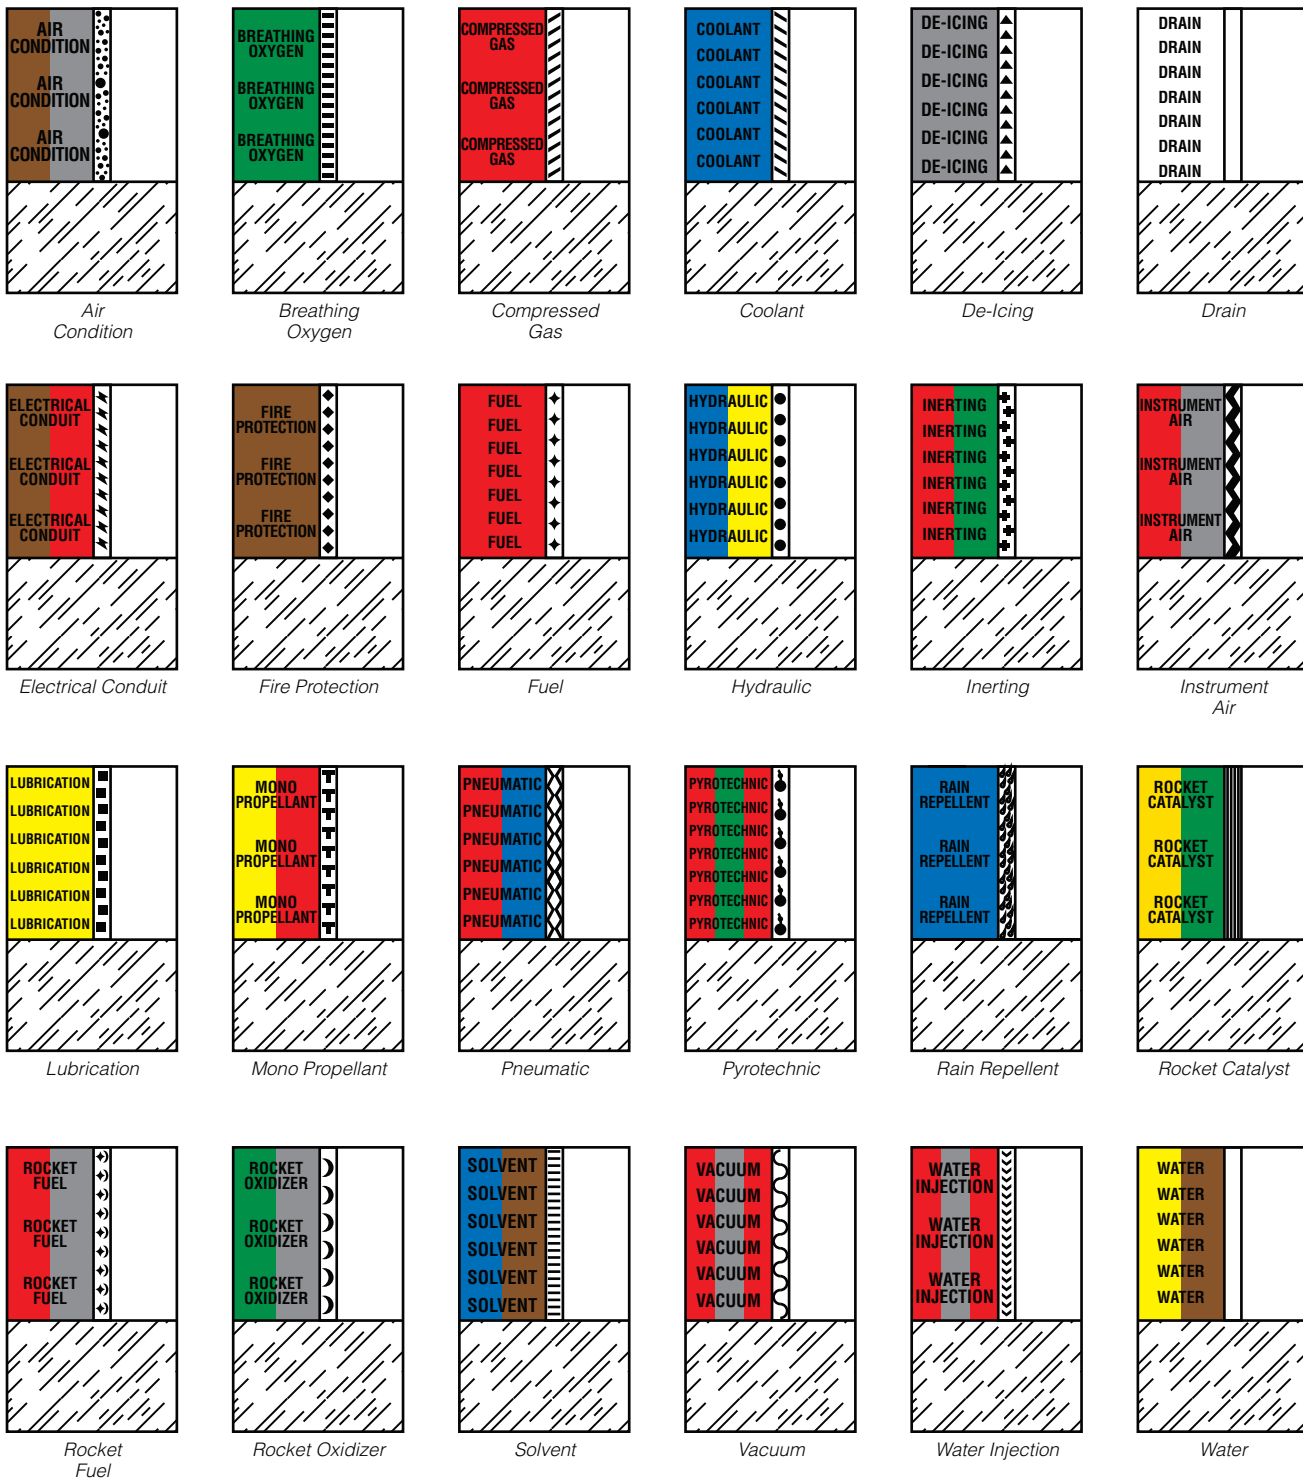 AIR
CONDITION
AIR
CONDITION
AIR
CONDITION
Air
Condition
BREATHING
OXYGEN
BREATHING
OXYGEN
BREATHING
OXYGEN
Breathing
Oxygen
COMPRESSED
GAS
COMPRESSED
GAS
COMPRESSED
GAS
Compressed
Gas
COOLANT
COOLANT
COOLANT
COOLANT
COOLANT
COOLANT
Coolant
DE-ICING
DE-ICING
DE-ICING
DE-ICING
DE-ICING
DE-ICING
De-Icing
DRAIN
DRAIN
DRAIN
DRAIN
DRAIN
DRAIN
DRAIN
Drain
ELECTRICAL
CONDUIT
ELECTRICAL
CONDUIT
ELECTRICAL
CONDUIT
Electrical Conduit
FIRE
PROTECTION
FIRE
PROTECTION
FIRE
PROTECTION
Fire Protection
FUEL
FUEL
FUEL
FUEL
FUEL
FUEL
FUEL
Fuel
HYDRAULIC
HYDRAULIC
HYDRAULIC
HYDRAULIC
HYDRAULIC
HYDRAULIC
Hydraulic
INERTING
INERTING
INERTING
INERTING
INERTING
INERTING
Inerting
INSTRUMENT
AIR
INSTRUMENT
AIR
INSTRUMENT
AIR
Instrument
Air
LUBRICATION
LUBRICATION
LUBRICATION
LUBRICATION
LUBRICATION
LUBRICATION
Lubrication
MONO
PROPELLANT
MONO
PROPELLANT
MONO
PROPELLANT
Mono Propellant
PNEUMATIC
PNEUMATIC
PNEUMATIC
PNEUMATIC
PNEUMATIC
PNEUMATIC
Pneumatic
PYROTECHNIC
PYROTECHNIC
PYROTECHNIC
PYROTECHNIC
PYROTECHNIC
PYROTECHNIC
PYROTECHNIC
Pyrotechnic
RAIN
REPELLENT
RAIN
REPELLENT
RAIN
REPELLENT
Rain Repellent
ROCKET
CATALYST
ROCKET
CATALYST
ROCKET
CATALYST
Rocket Catalyst
ROCKET
FUEL
ROCKET
FUEL
ROCKET
FUEL
Rocket
Fuel
ROCKET
OXIDIZER
ROCKET
OXIDIZER
ROCKET
OXIDIZER
Rocket Oxidizer
SOLVENT
SOLVENT
SOLVENT
SOLVENT
SOLVENT
SOLVENT
Solvent
VACUUM
VACUUM
VACUUM
VACUUM
VACUUM
VACUUM
Vacuum
WATER
INJECTION
WATER
INJECTION
WATER
INJECTION
Water Injection
WATER
WATER
WATER
WATER
WATER
WATER
Water